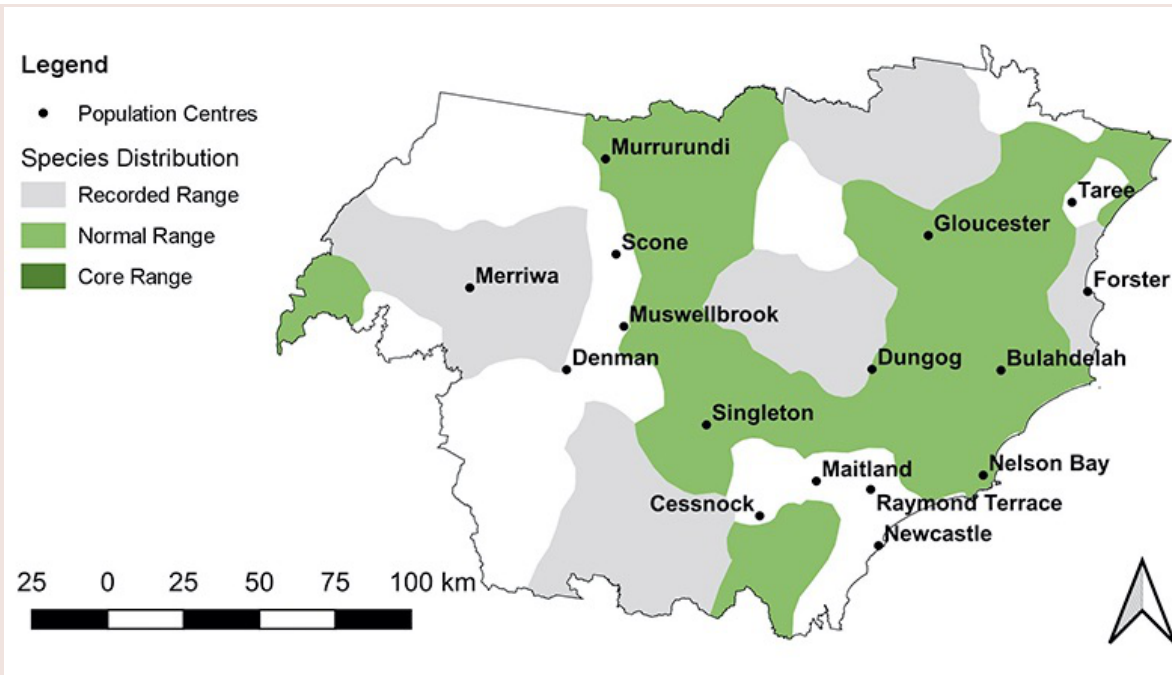 Legend
Population Centres
Species Distribution
Recorded Range
Normal Range
Core Range
Murrurundi
Taree
Gloucester
Scone
Merriwa
Forster
Muswellbrook
Denman
Dungog
Bulahdelah
Singleton
Maitland
Nelson Bay
Cessnock
Raymond Terrace
Newcastle
25 0 25 50 75 100 km